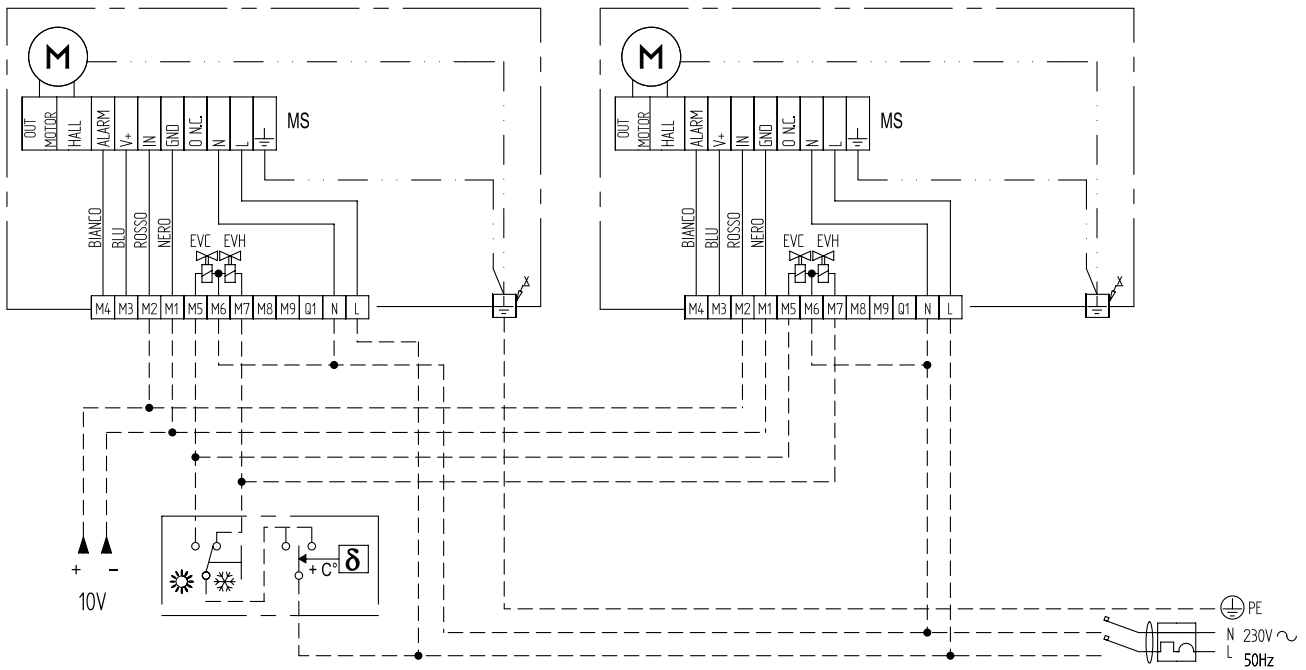 M
OUT
MOTOR
HALL
ALARM
V+
IN
GND
O N.C.
N
L
MS
BIANCO
BLU
ROSSO
NERO
EVC EVH
M4 M3 M2 M1 M5 M6 M7 M8 M9 Q1 N L
M
OUT
MOTOR
HALL
ALARM
V+
IN
GND
O N.C.
N
L
MS
BIANCO
BLU
ROSSO
NERO
EVC EVH
M4 M3 M2 M1 M5 M6 M7 M8 M9 Q1 N L
+ -
10V
+ C° δ
PE
N 230V ~
L 50Hz